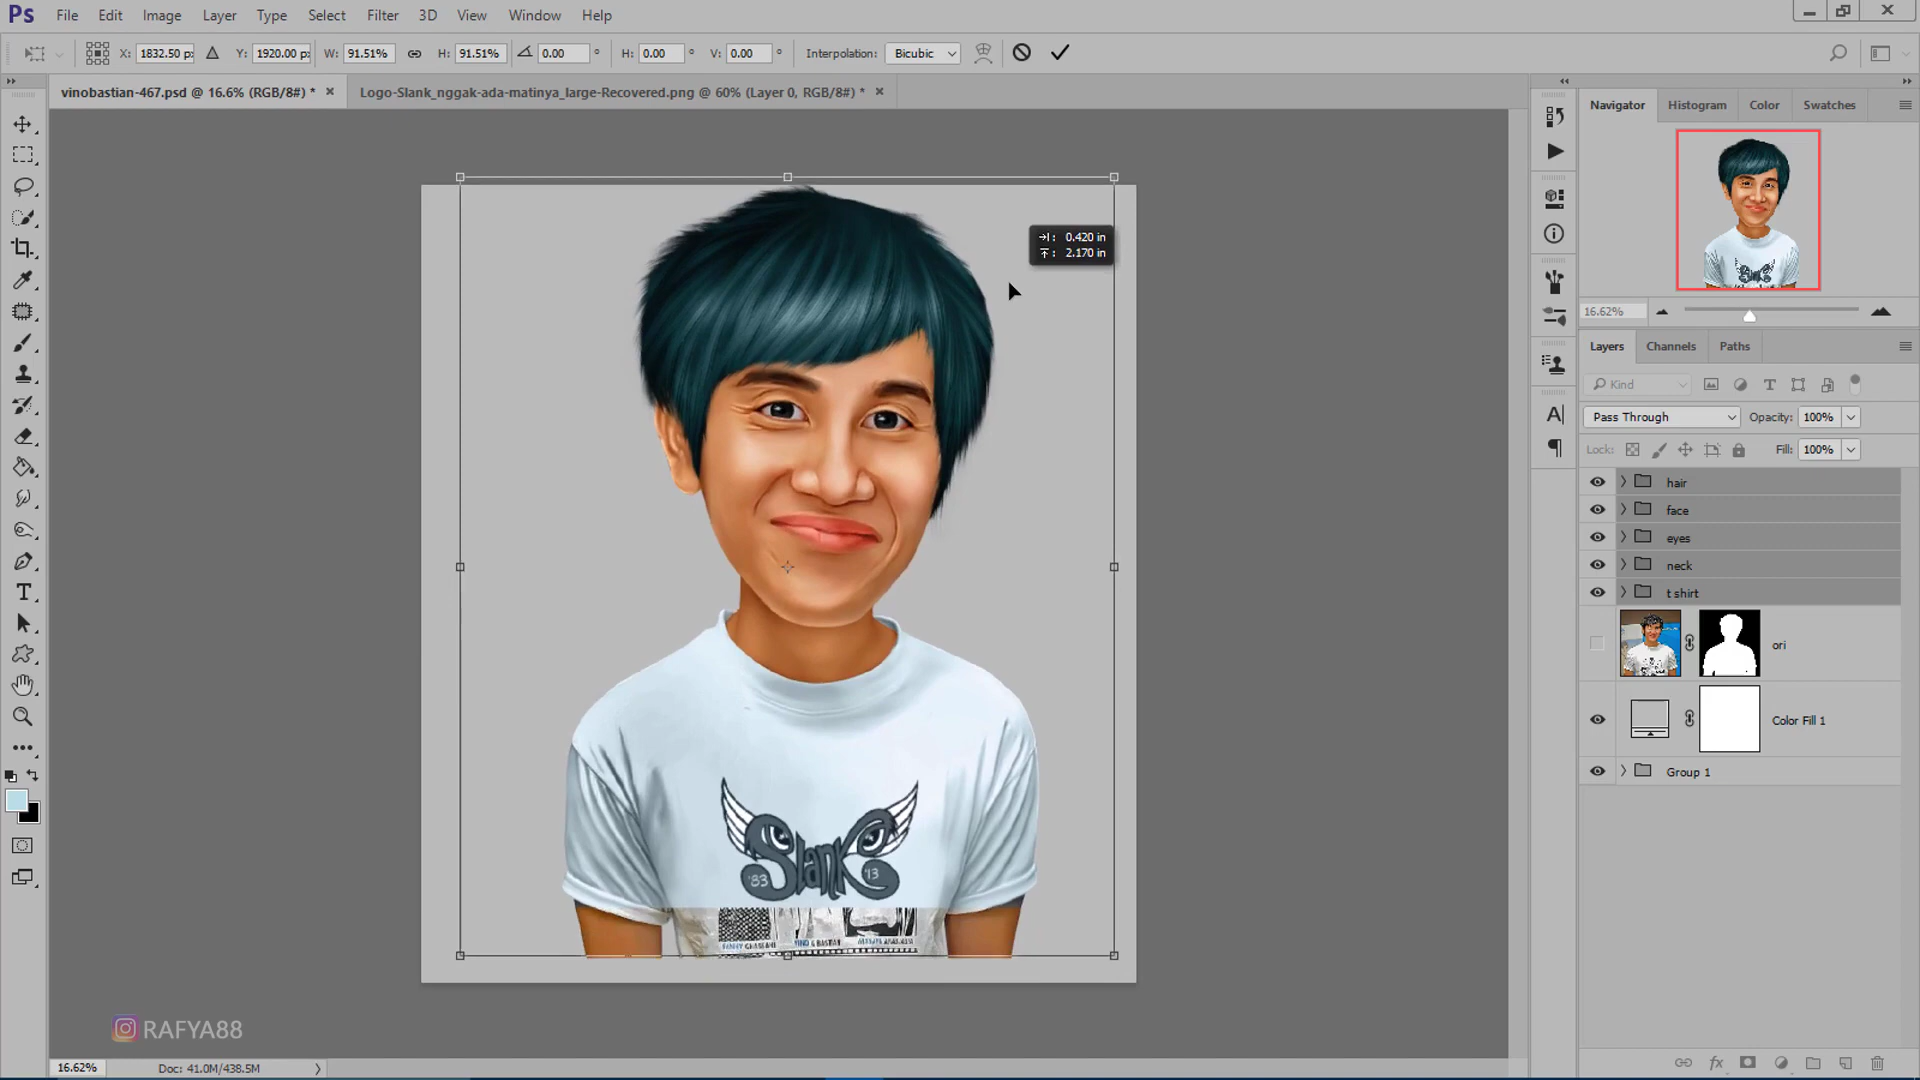 Ps File Edit Image Layer Type Select Filter 3D View Window Help
X: 1832.50 px Y: 1920.00 px W: 91.51% H: 91.51% 0.00 ° H: 0.00 ° V: 0.00 ° Interpolation: Bicubic
vinobastian-467.psd @ 16.6% (RGB/8#) * × Logo-Slank_nggak-ada-matinya_large-Recovered.png @ 60% (Layer 0, RGB/8#) * ×
Navigator Histogram Color Swatches
→|: 0.420 in
2.170 in
16.62%
Layers Channels Paths
Kind
Pass Through Opacity: 100%
Lock: Fill: 100%
hair
face
eyes
neck
t shirt
ori
Color Fill 1
Group 1
Slank
'83 '13
RAFYA88
16.62% Doc: 41.0M/438.5M